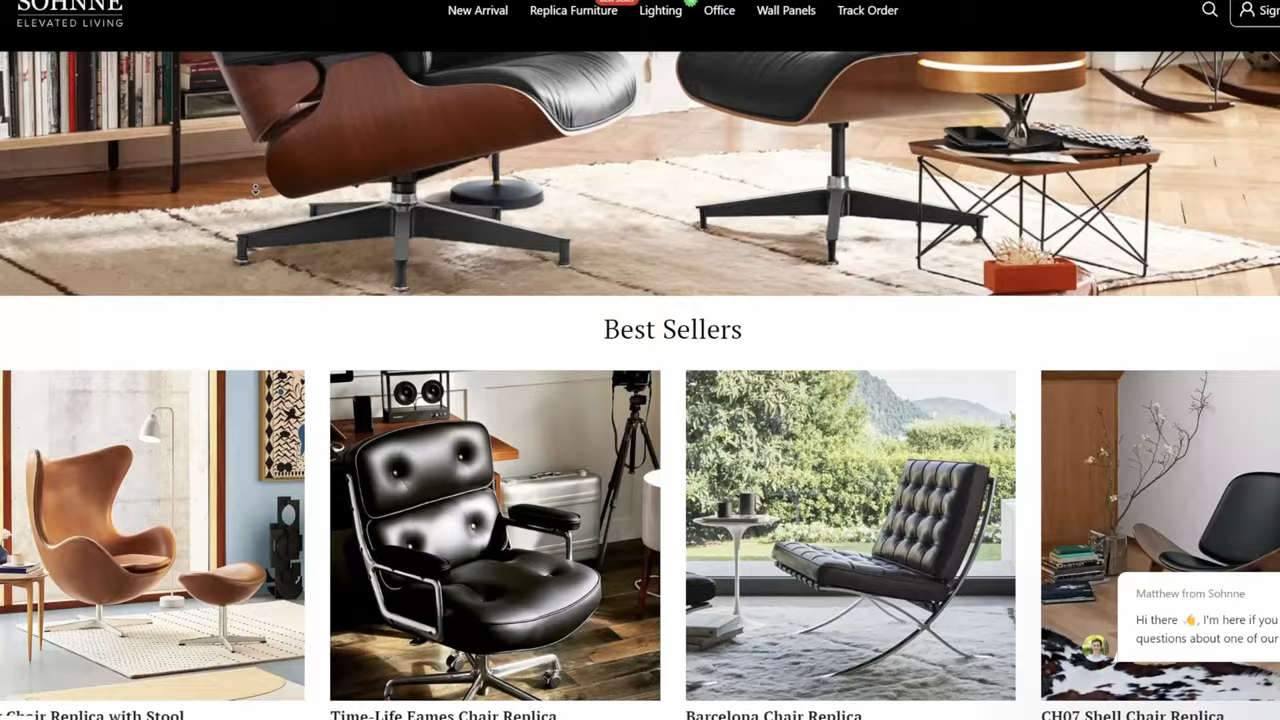 SOHNNE
ELEVATED LIVING
New Arrival
Replica Furniture
Lighting
Office
Wall Panels
Track Order
Sign
Best Sellers
Matthew from Sohnne
Hi there 👋, I'm here if you
questions about one of our
Chair Replica with Stool
Time-Life Eames Chair Replica
Barcelona Chair Replica
CH07 Shell Chair Replica